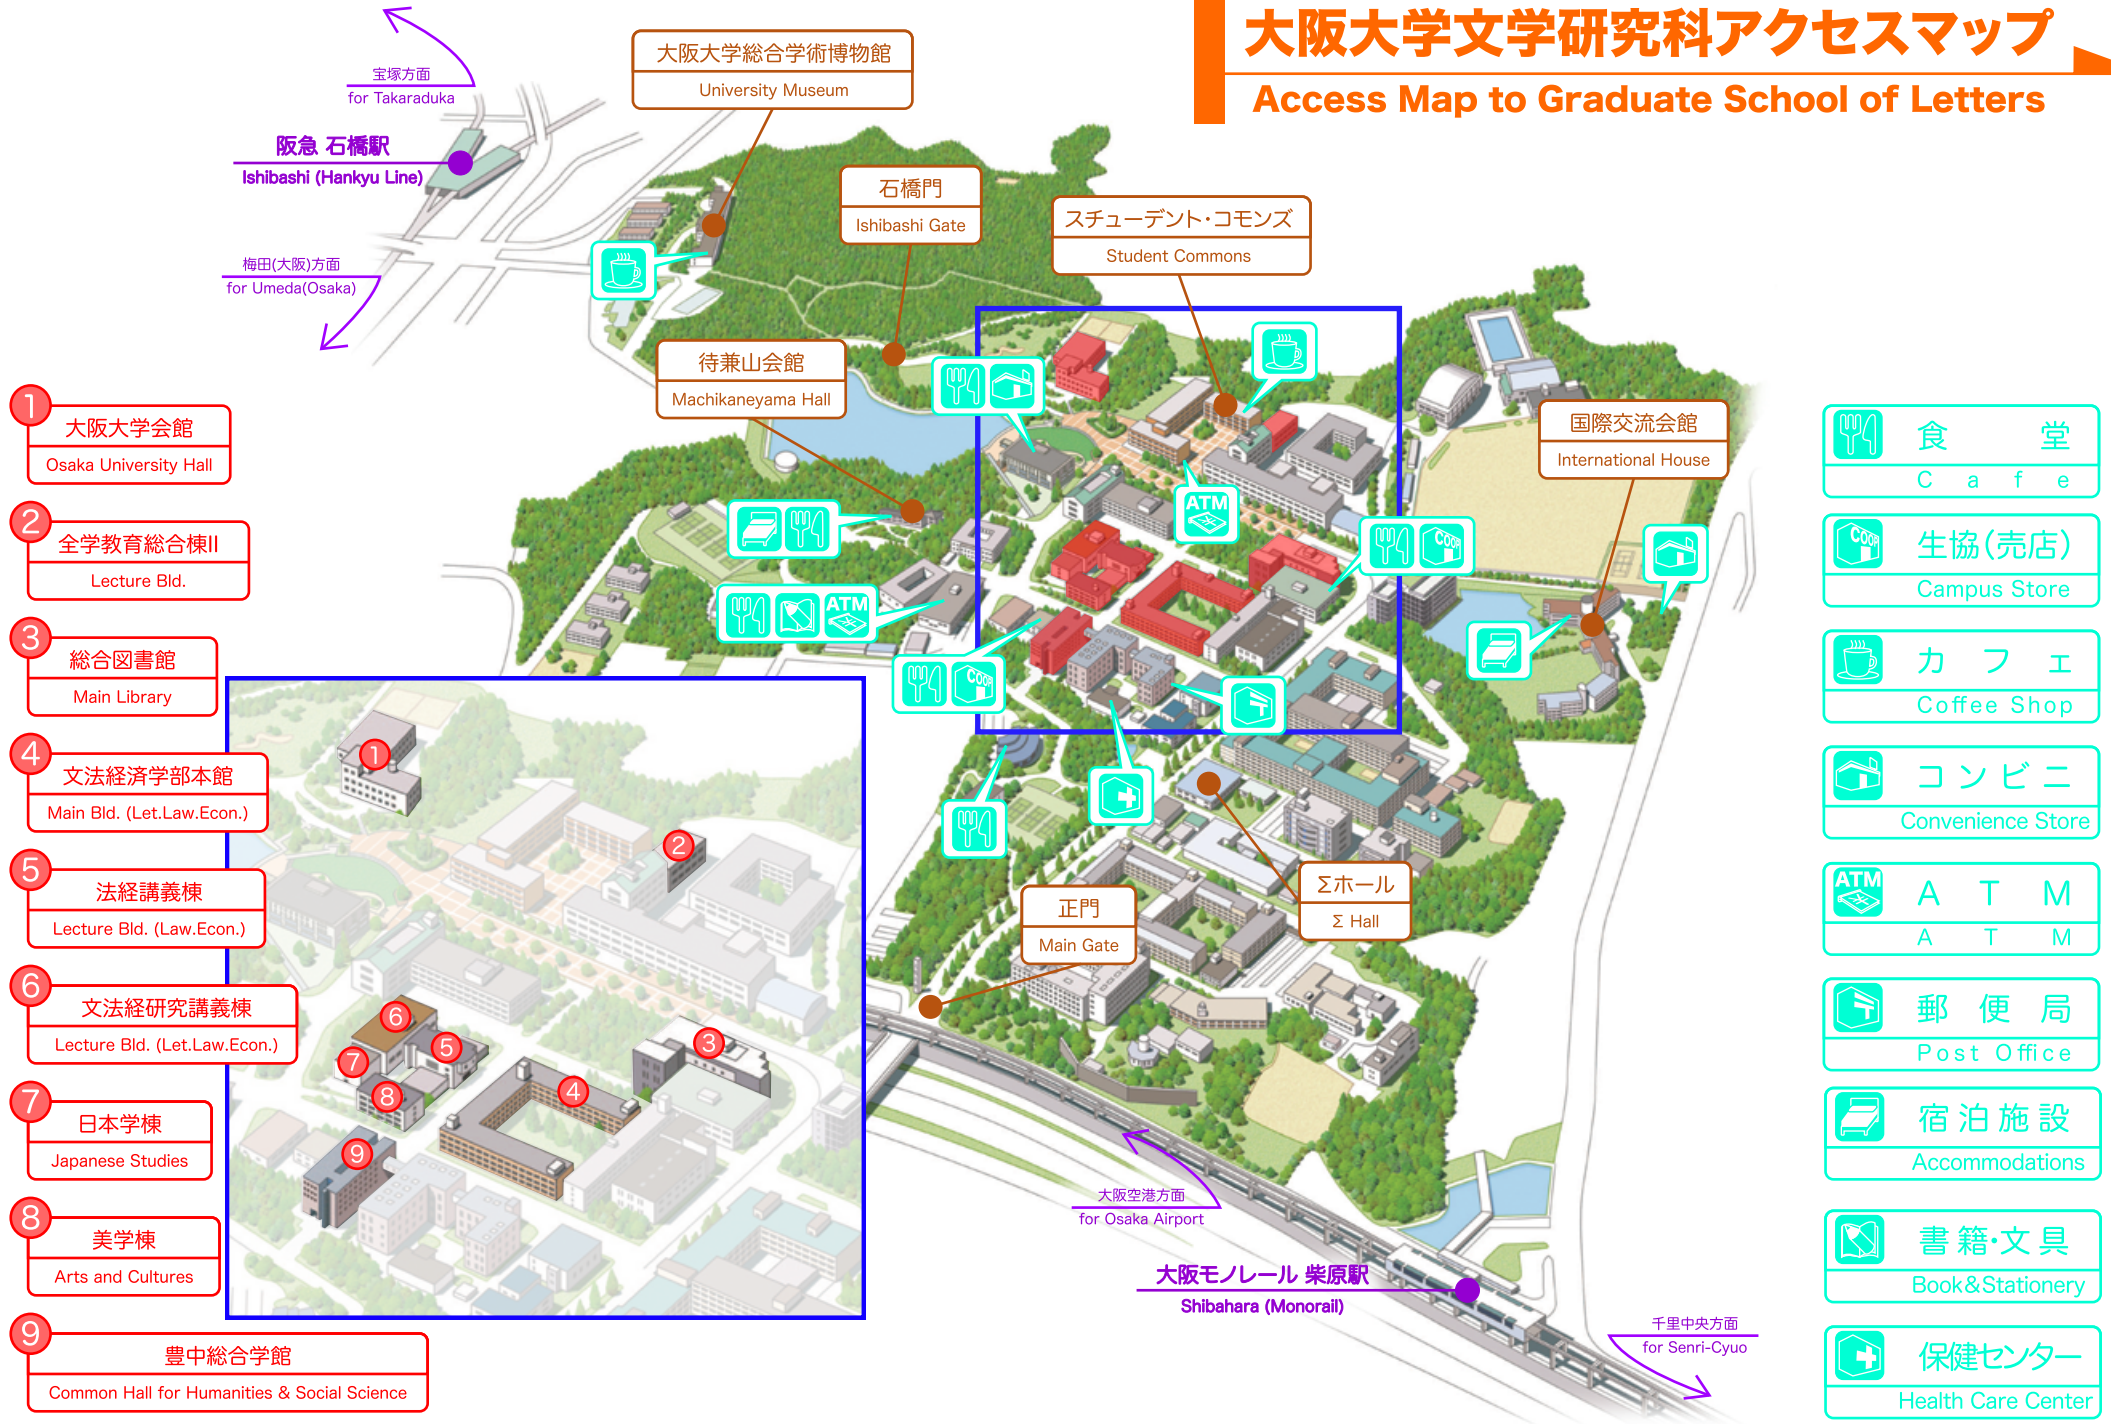 大阪大学文学研究科アクセスマップ
Access Map to Graduate School of Letters
宝塚方面
for Takaraduka
阪急 石橋駅
Ishibashi (Hankyu Line)
梅田(大阪)方面
for Umeda(Osaka)
大阪大学総合学術博物館
University Museum
石橋門
Ishibashi Gate
スチューデント・コモンズ
Student Commons
待兼山会館
Machikaneyama Hall
国際交流会館
International House
ATM
ATM
COOP
COOP
Σホール
Σ Hall
正門
Main Gate
大阪空港方面
for Osaka Airport
大阪モノレール 柴原駅
Shibahara (Monorail)
千里中央方面
for Senri-Cyuo
1
大阪大学会館
Osaka University Hall
2
全学教育総合棟II
Lecture Bld.
3
総合図書館
Main Library
4
文法経済学部本館
Main Bld. (Let.Law.Econ.)
5
法経講義棟
Lecture Bld. (Law.Econ.)
6
文法経研究講義棟
Lecture Bld. (Let.Law.Econ.)
7
日本学棟
Japanese Studies
8
美学棟
Arts and Cultures
9
豊中総合学館
Common Hall for Humanities & Social Science
1
2
3
4
5
6
7
8
9
食堂
Cafe
COOP
生協(売店)
Campus Store
カフェ
Coffee Shop
コンビニ
Convenience Store
ATM
ATM
ATM
郵便局
Post Office
宿泊施設
Accommodations
書籍・文具
Book&Stationery
保健センター
Health Care Center